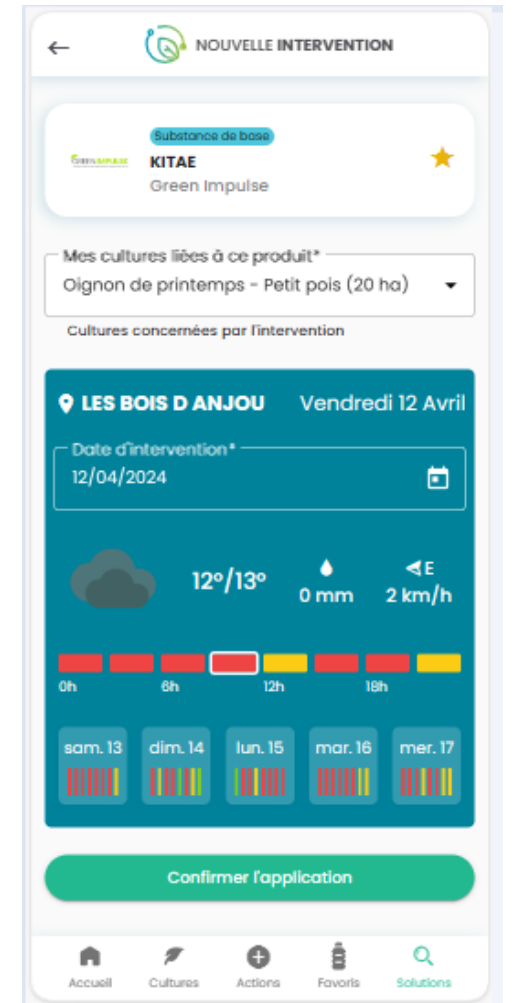 NOUVELLE INTERVENTION
Substance de base
GREEN IMPULSE
KITAE
Green Impulse
Mes cultures liées à ce produit*
Oignon de printemps - Petit pois (20 ha)
Cultures concernées par l'intervention
LES BOIS D ANJOU Vendredi 12 Avril
Date d'intervention*
12/04/2024
12°/13° 0 mm E 2 km/h
0h 6h 12h 18h
sam. 13 dim. 14 lun. 15 mar. 16 mer. 17
Confirmer l'application
Accueil Cultures Actions Favoris Solutions